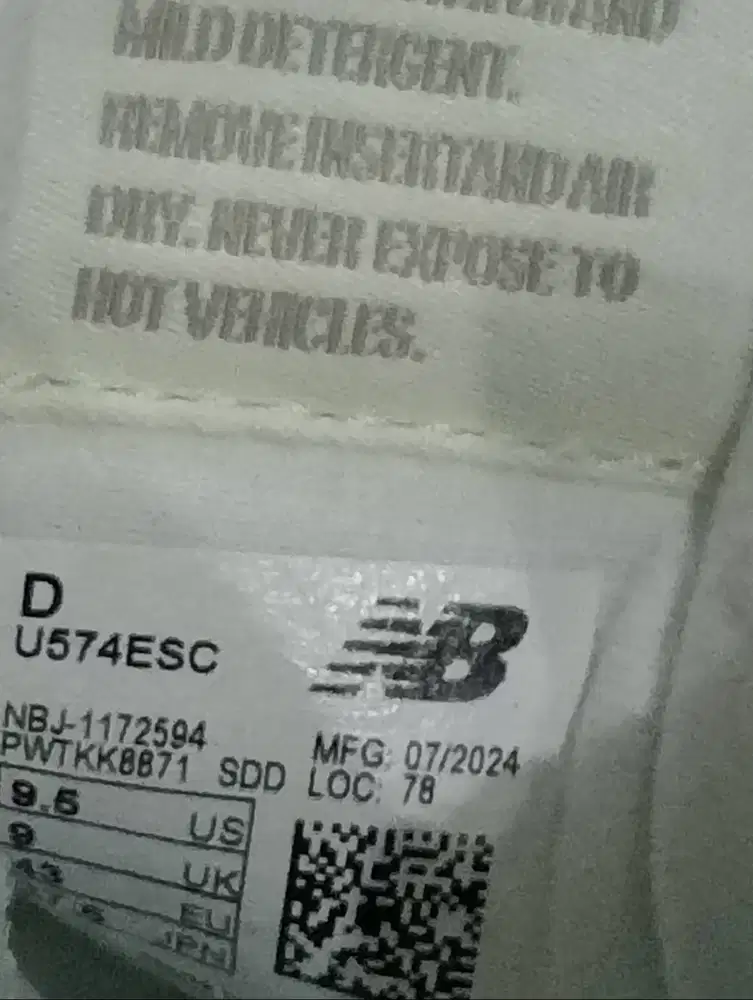 MILD DETERGENT.
REMOVE INSERT AND AIR
DRY. NEVER EXPOSE TO
HOT VEHICLES.
D
U574ESC
NB
NBJ-1172594
PWTKK8871 SDD
MFG: 07/2024
LOC: 78
9.5 US
9 UK
43 EU
JPN